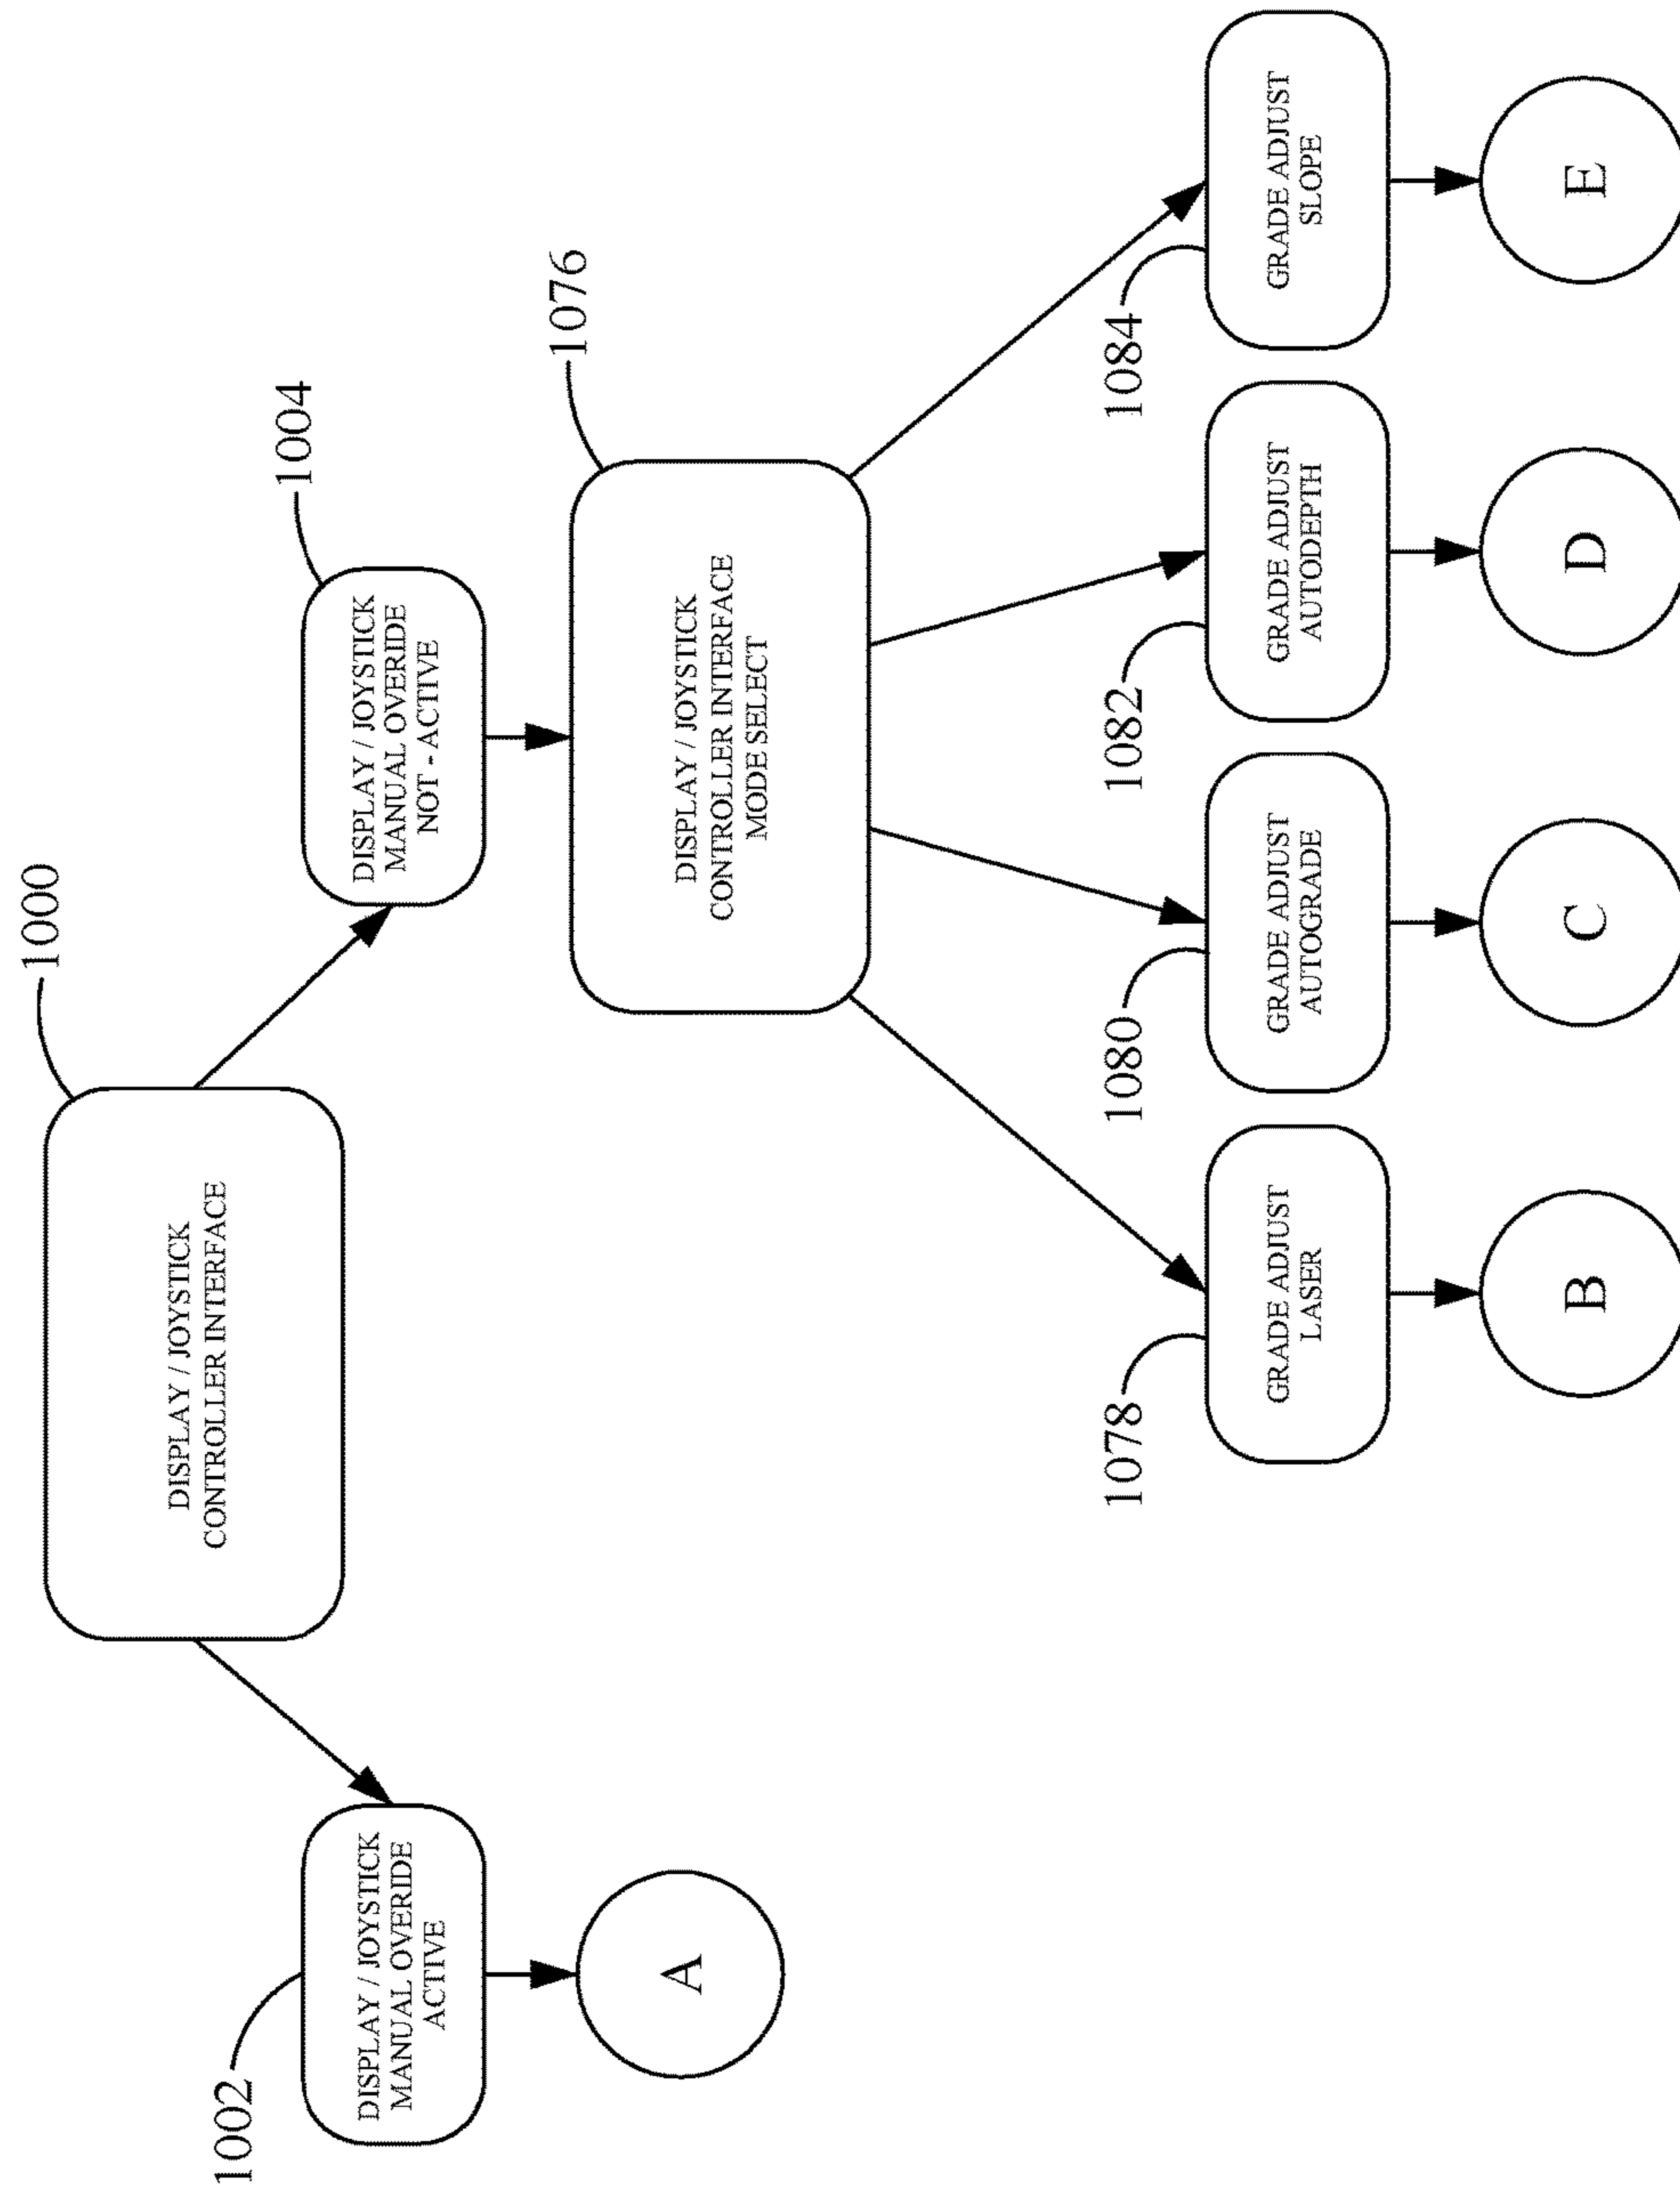 1000
DISPLAY / JOYSTICK
CONTROLLER INTERFACE
1002
DISPLAY / JOYSTICK
MANUAL OVERIDE
ACTIVE
A
1004
DISPLAY / JOYSTICK
MANUAL OVERIDE
NOT - ACTIVE
1076
DISPLAY / JOYSTICK
CONTROLLER INTERFACE
MODE SELECT
1078
GRADE ADJUST
LASER
B
1080
GRADE ADJUST
AUTOGRADE
C
1082
GRADE ADJUST
AUTODEPTH
D
1084
GRADE ADJUST
SLOPE
E